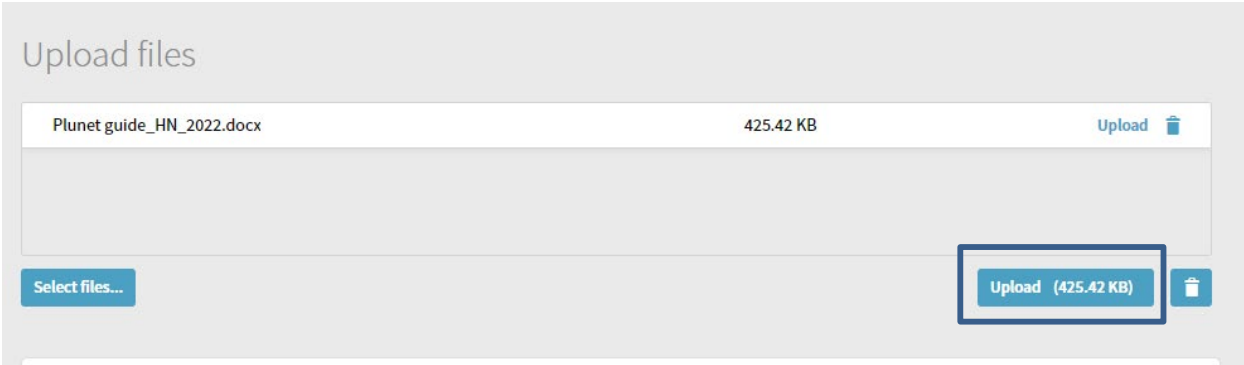 Upload files
Plunet guide_HN_2022.docx 425.42 KB Upload
Select files... Upload (425.42 KB)